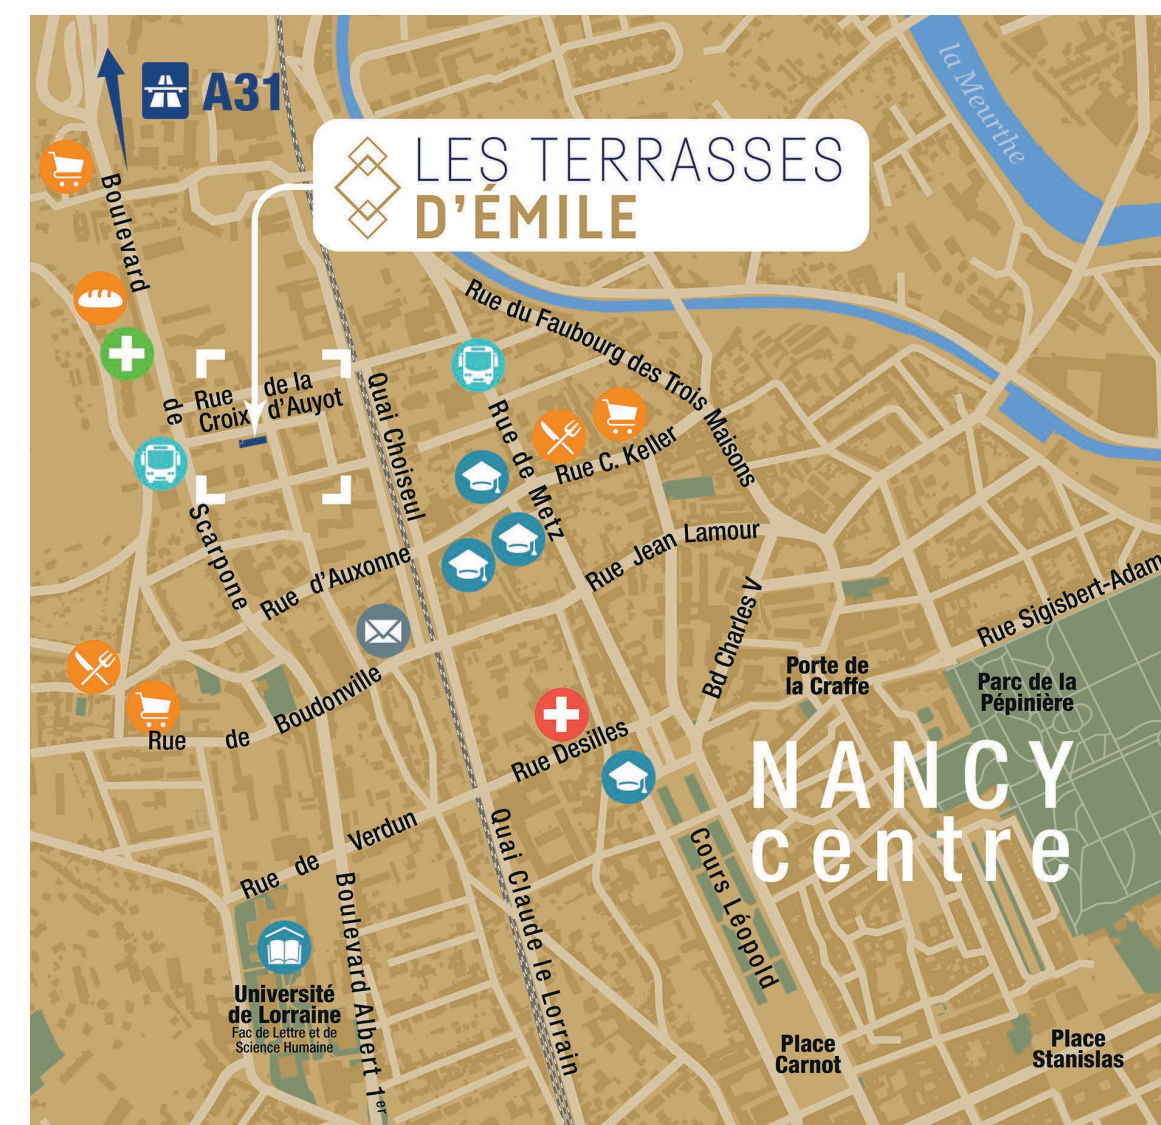 A31
la Meurthe
LES TERRASSES
D'ÉMILE
Boulevard
de
Scarpone
Rue de la
Croix d'Auyot
Quai Choiseul
Rue du Faubourg des Trois Maisons
Rue de Metz
Rue C. Keller
Rue d'Auxonne
Rue Jean Lamour
Bd Charles V
Rue Sigisbert-Adam
Porte de
la Craffe
Parc de la
Pépinière
Rue de Boudonville
Rue Desilles
NANCY
centre
Rue de Verdun
Quai Claude le Lorrain
Cours Léopold
Boulevard Albert 1er
Université
de Lorraine
Fac de Lettre et de
Science Humaine
Place
Carnot
Place
Stanislas